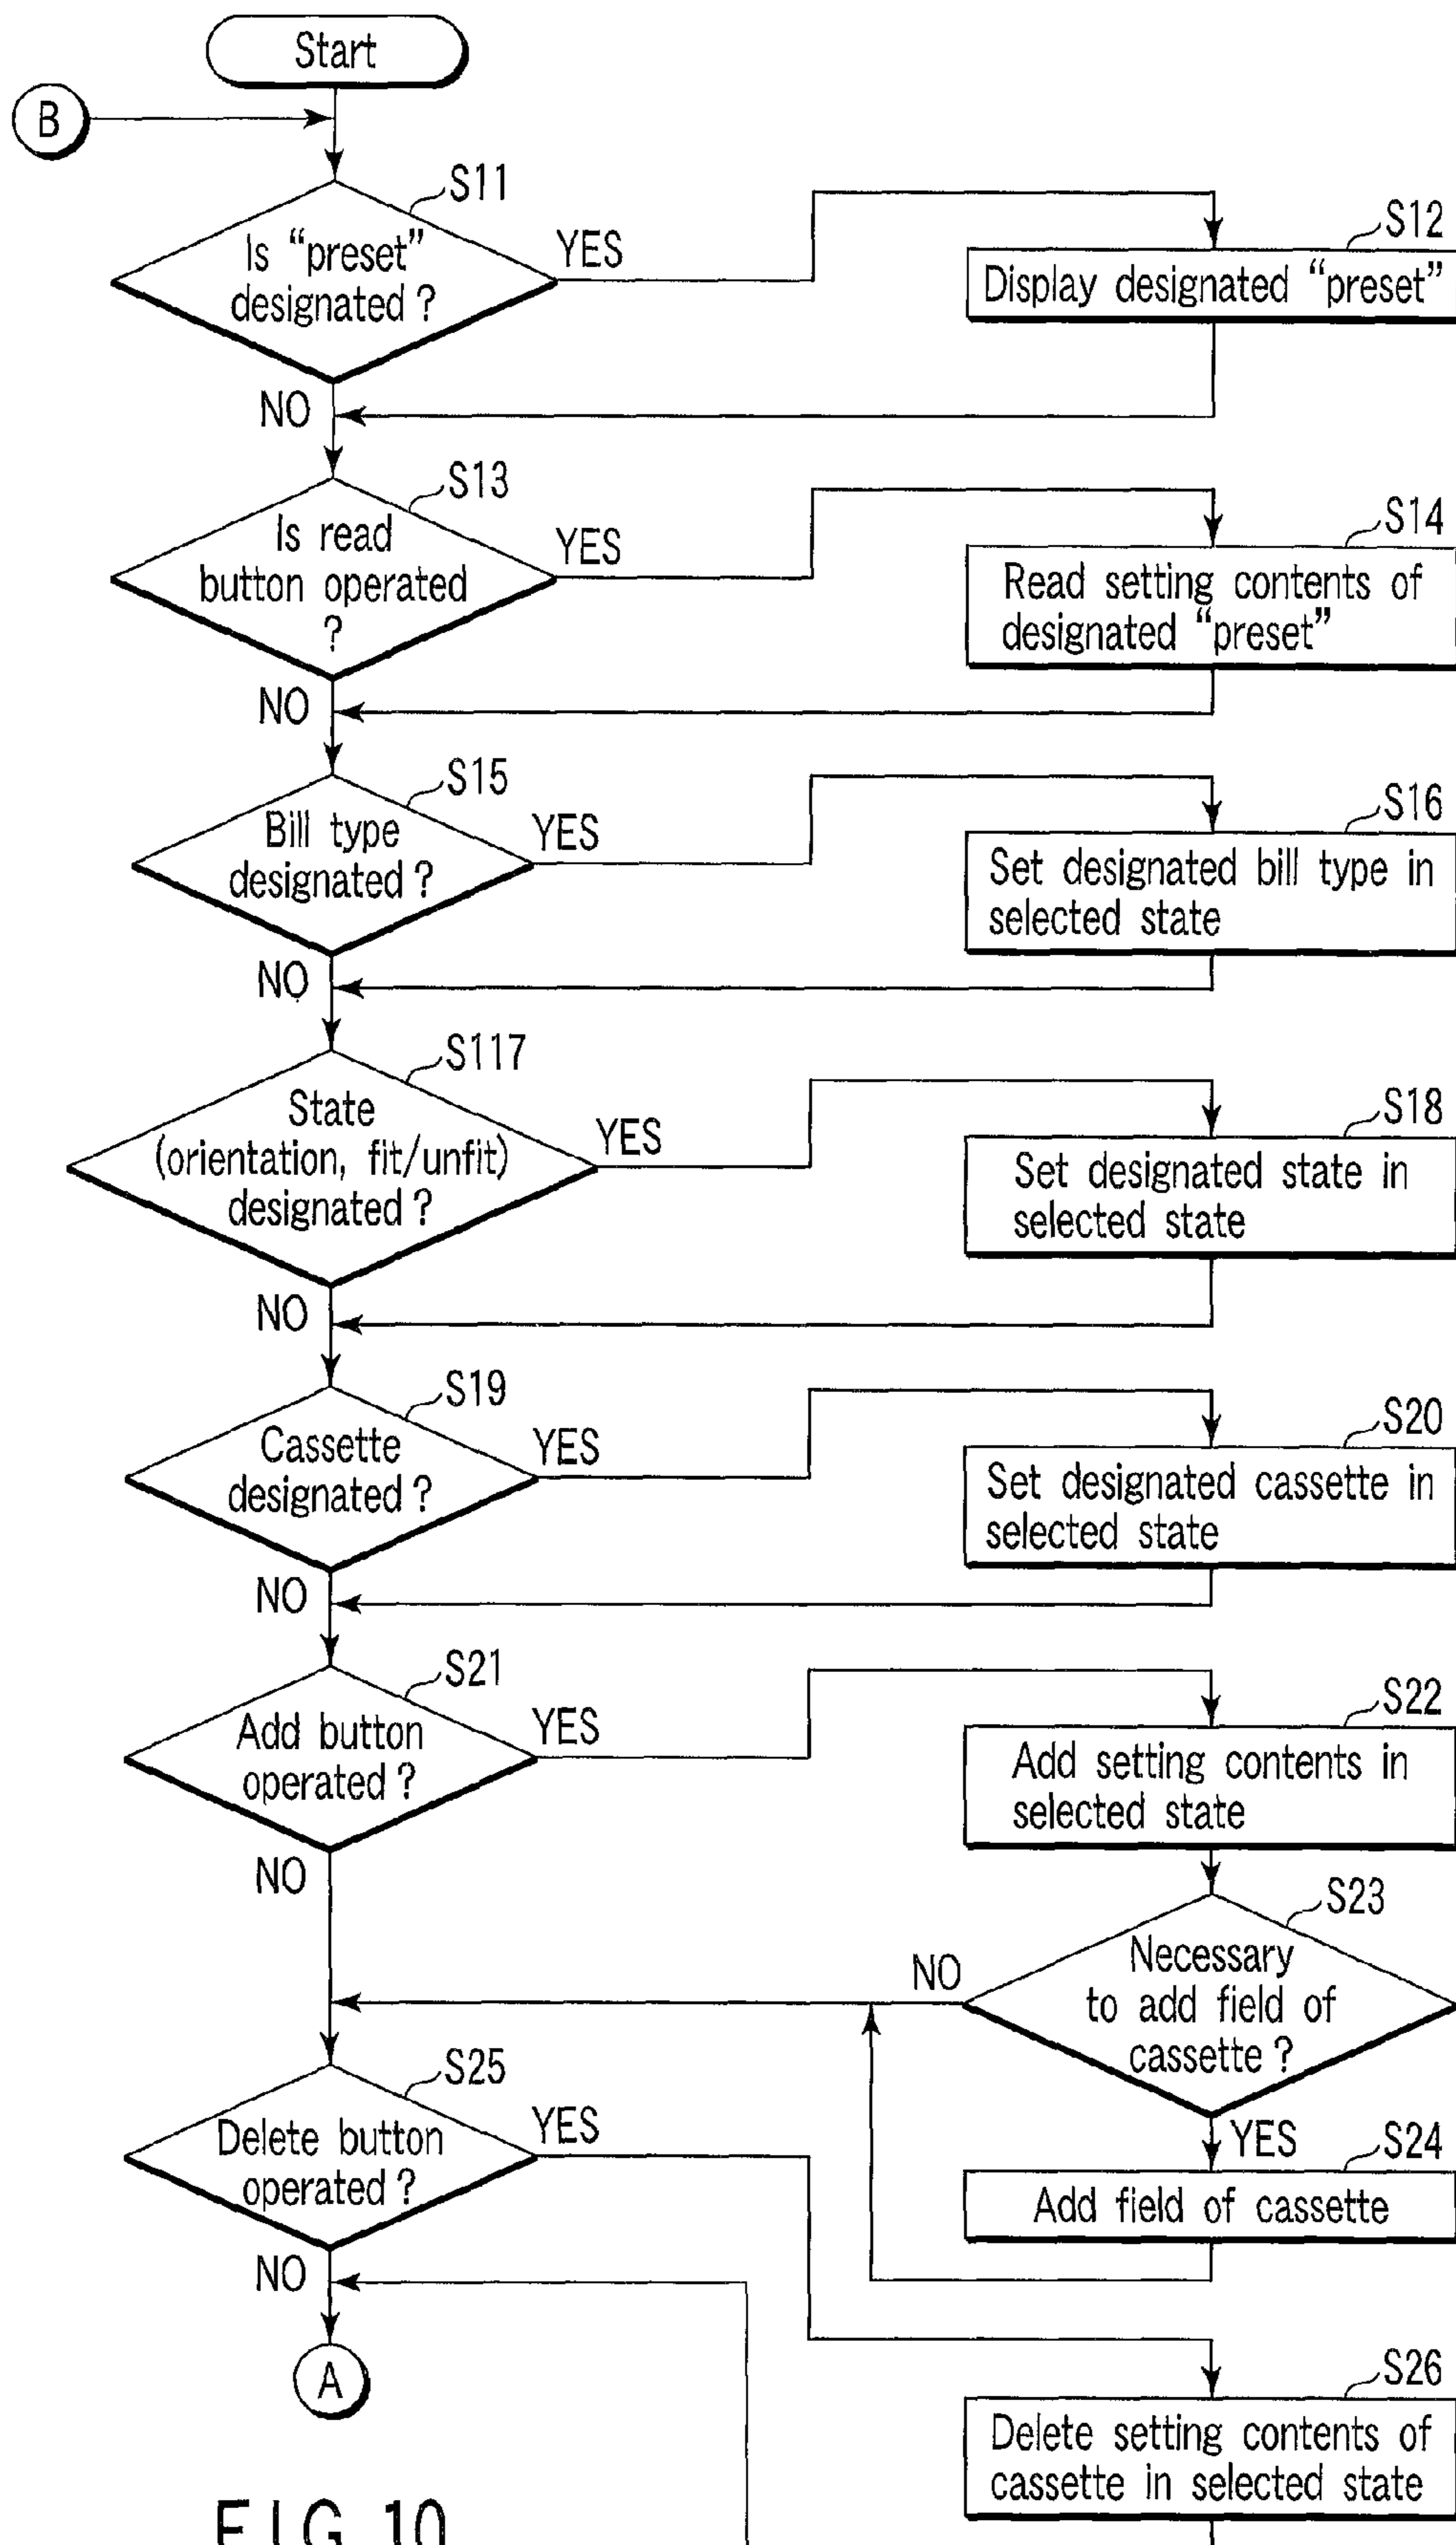 Start
B
S11
Is “preset”
designated ?
YES
S12
Display designated “preset”
NO
S13
Is read
button operated
?
YES
S14
Read setting contents of
designated “preset”
NO
S15
Bill type
designated ?
YES
S16
Set designated bill type in
selected state
NO
S117
State
(orientation, fit/unfit)
designated ?
YES
S18
Set designated state in
selected state
NO
S19
Cassette
designated ?
YES
S20
Set designated cassette in
selected state
NO
S21
Add button
operated ?
YES
S22
Add setting contents in
selected state
NO
S23
Necessary
to add field of
cassette ?
NO
YES
S24
Add field of cassette
S25
Delete button
operated ?
YES
NO
A
S26
Delete setting contents of
cassette in selected state
FIG. 10